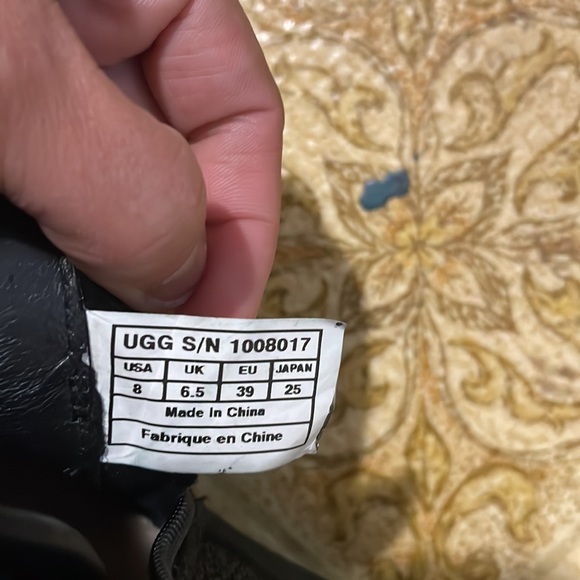 UGG S/N 1008017
USA UK EU JAPAN
8 6.5 39 25
Made In China
Fabrique en Chine